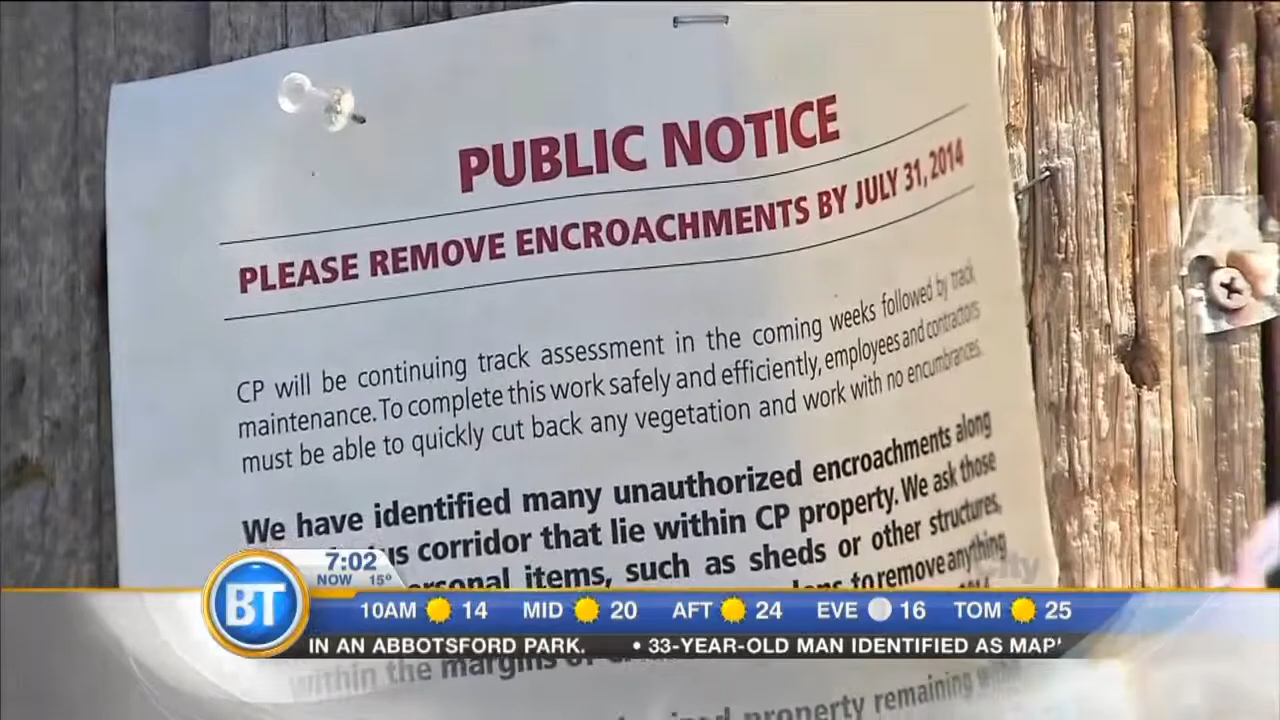 PUBLIC NOTICE
PLEASE REMOVE ENCROACHMENTS BY JULY 31, 2014
CP will be continuing track assessment in the coming weeks followed by track
maintenance. To complete this work safely and efficiently, employees and contractors
must be able to quickly cut back any vegetation and work with no encumbrances.
We have identified many unauthorized encroachments along
corridor that lie within CP property. We ask those
personal items, such as sheds or other structures,
to remove anything
within the margins of
property remaining
city
BT
7:02
NOW 15°
10AM 14 MID 20 AFT 24 EVE 16 TOM 25
IN AN ABBOTSFORD PARK. • 33-YEAR-OLD MAN IDENTIFIED AS MAP